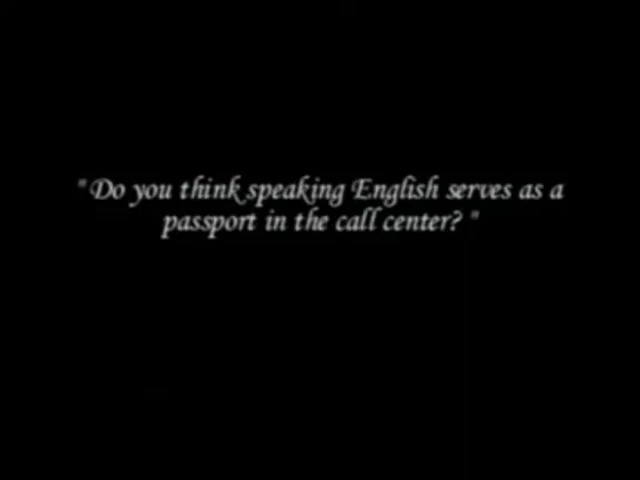 " Do you think speaking English serves as a
passport in the call center? "